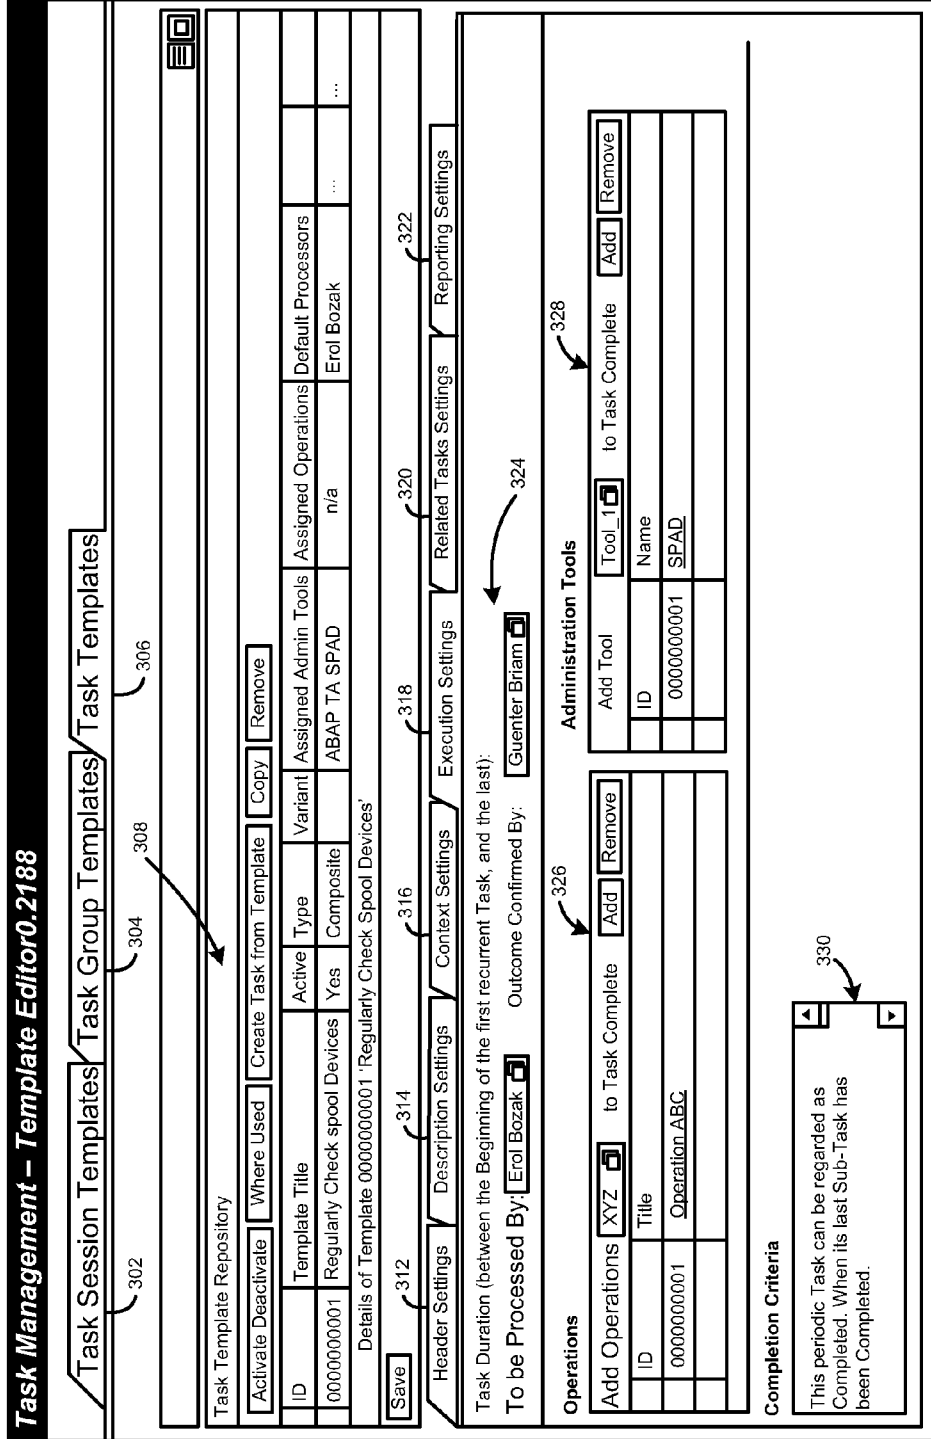 Task Management – Template Editor0.2188
Task Session Templates Task Group Templates Task Templates
302 304 306
308
Task Template Repository
Activate Deactivate Where Used Create Task from Template Copy Remove
ID Template Title Active Type Variant Assigned Admin Tools Assigned Operations Default Processors
0000000001 Regularly Check spool Devices Yes Composite ABAP TA SPAD n/a Erol Bozak ... ...
Details of Template 0000000001 'Regularly Check Spool Devices'
Save
312 314 316 318 320 322
Header Settings Description Settings Context Settings Execution Settings Related Tasks Settings Reporting Settings
Task Duration (between the Beginning of the first recurrent Task, and the last):
324
To be Processed By: Erol Bozak Outcome Confirmed By: Guenter Briam
Operations
326
Add Operations XYZ to Task Complete Add Remove
ID Title
0000000001 Operation ABC
Administration Tools
328
Add Tool Tool_1 to Task Complete Add Remove
ID Name
0000000001 SPAD
Completion Criteria
330
This periodic Task can be regarded as
Completed. When its last Sub-Task has
been Completed.